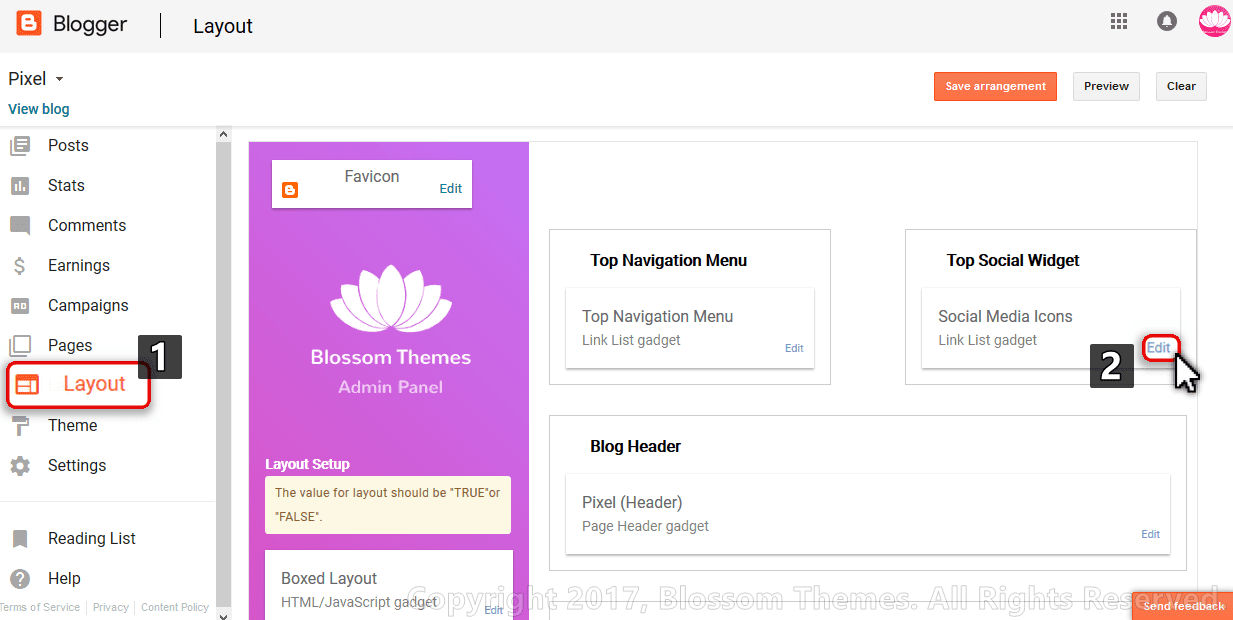 Blogger
Layout
Pixel
View blog
Save arrangement
Preview
Clear
Posts
Stats
Comments
Earnings
Campaigns
Pages
1
Layout
Theme
Settings
Reading List
Help
Terms of Service
Privacy
Content Policy
Favicon
Edit
Blossom Themes
Admin Panel
Layout Setup
The value for layout should be "TRUE"or
"FALSE".
Boxed Layout
HTML/JavaScript gadget
Edit
Top Navigation Menu
Top Navigation Menu
Link List gadget
Edit
Top Social Widget
Social Media Icons
Link List gadget
Edit
2
Blog Header
Pixel (Header)
Page Header gadget
Edit
Copyright 2017, Blossom Themes. All Rights Reserved
Send feedback